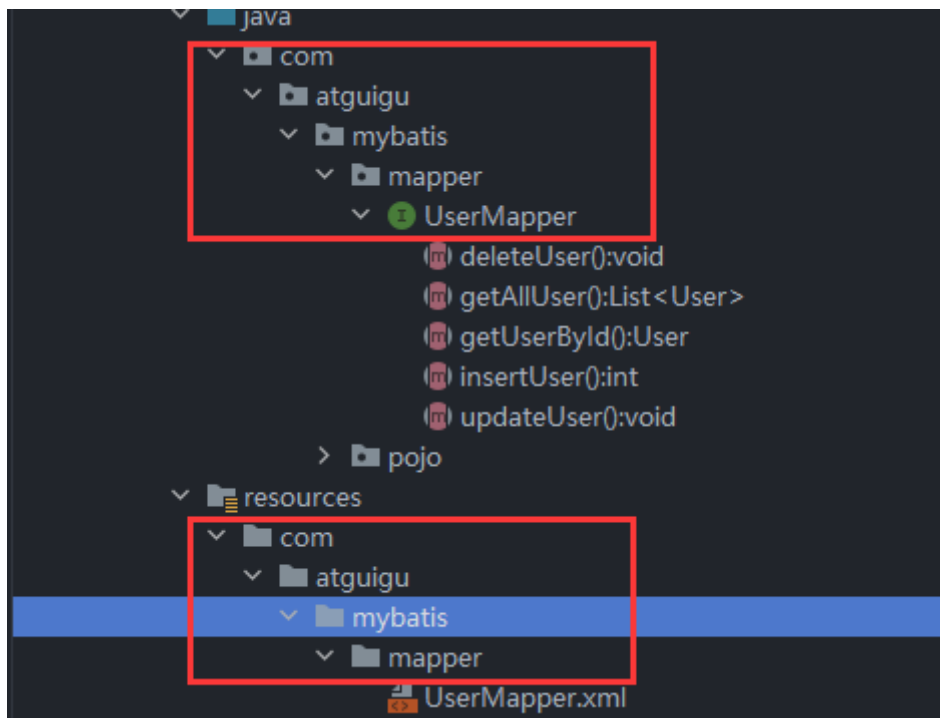 java
com
atguigu
mybatis
mapper
UserMapper
deleteUser():void
getAllUser():List<User>
getUserById():User
insertUser():int
updateUser():void
pojo
resources
com
atguigu
mybatis
mapper
UserMapper.xml